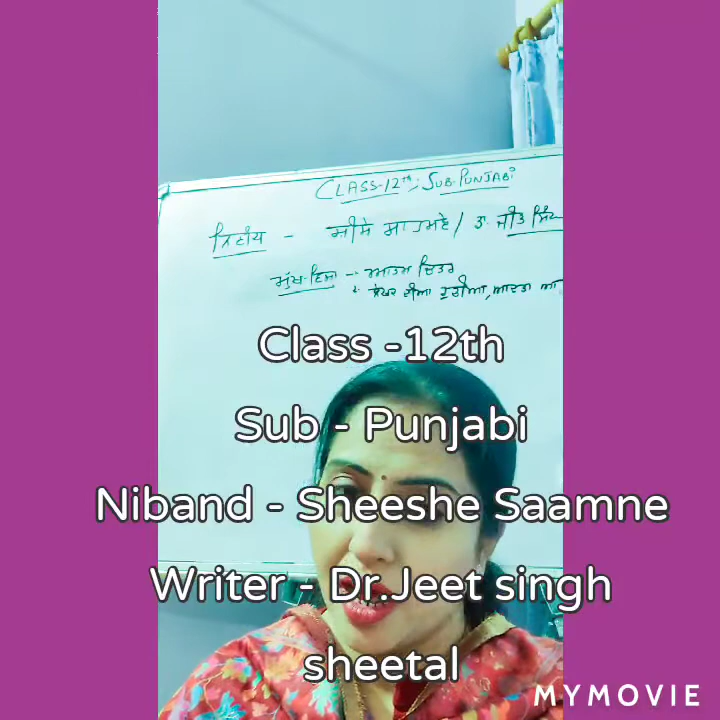 CLASS-12th; SUB-PUNJABI
ਨਿਬੰਧ - ਸ਼ੀਸ਼ੇ ਸਾਹਮਣੇ / ਡਾ. ਜੀਤ ਸਿੰਘ
ਮੁੱਖ-ਵਿਸ਼ਾ
Class -12th
Sub - Punjabi
Niband - Sheeshe Saamne
Writer - Dr.Jeet singh
sheetal
MYMOVIE